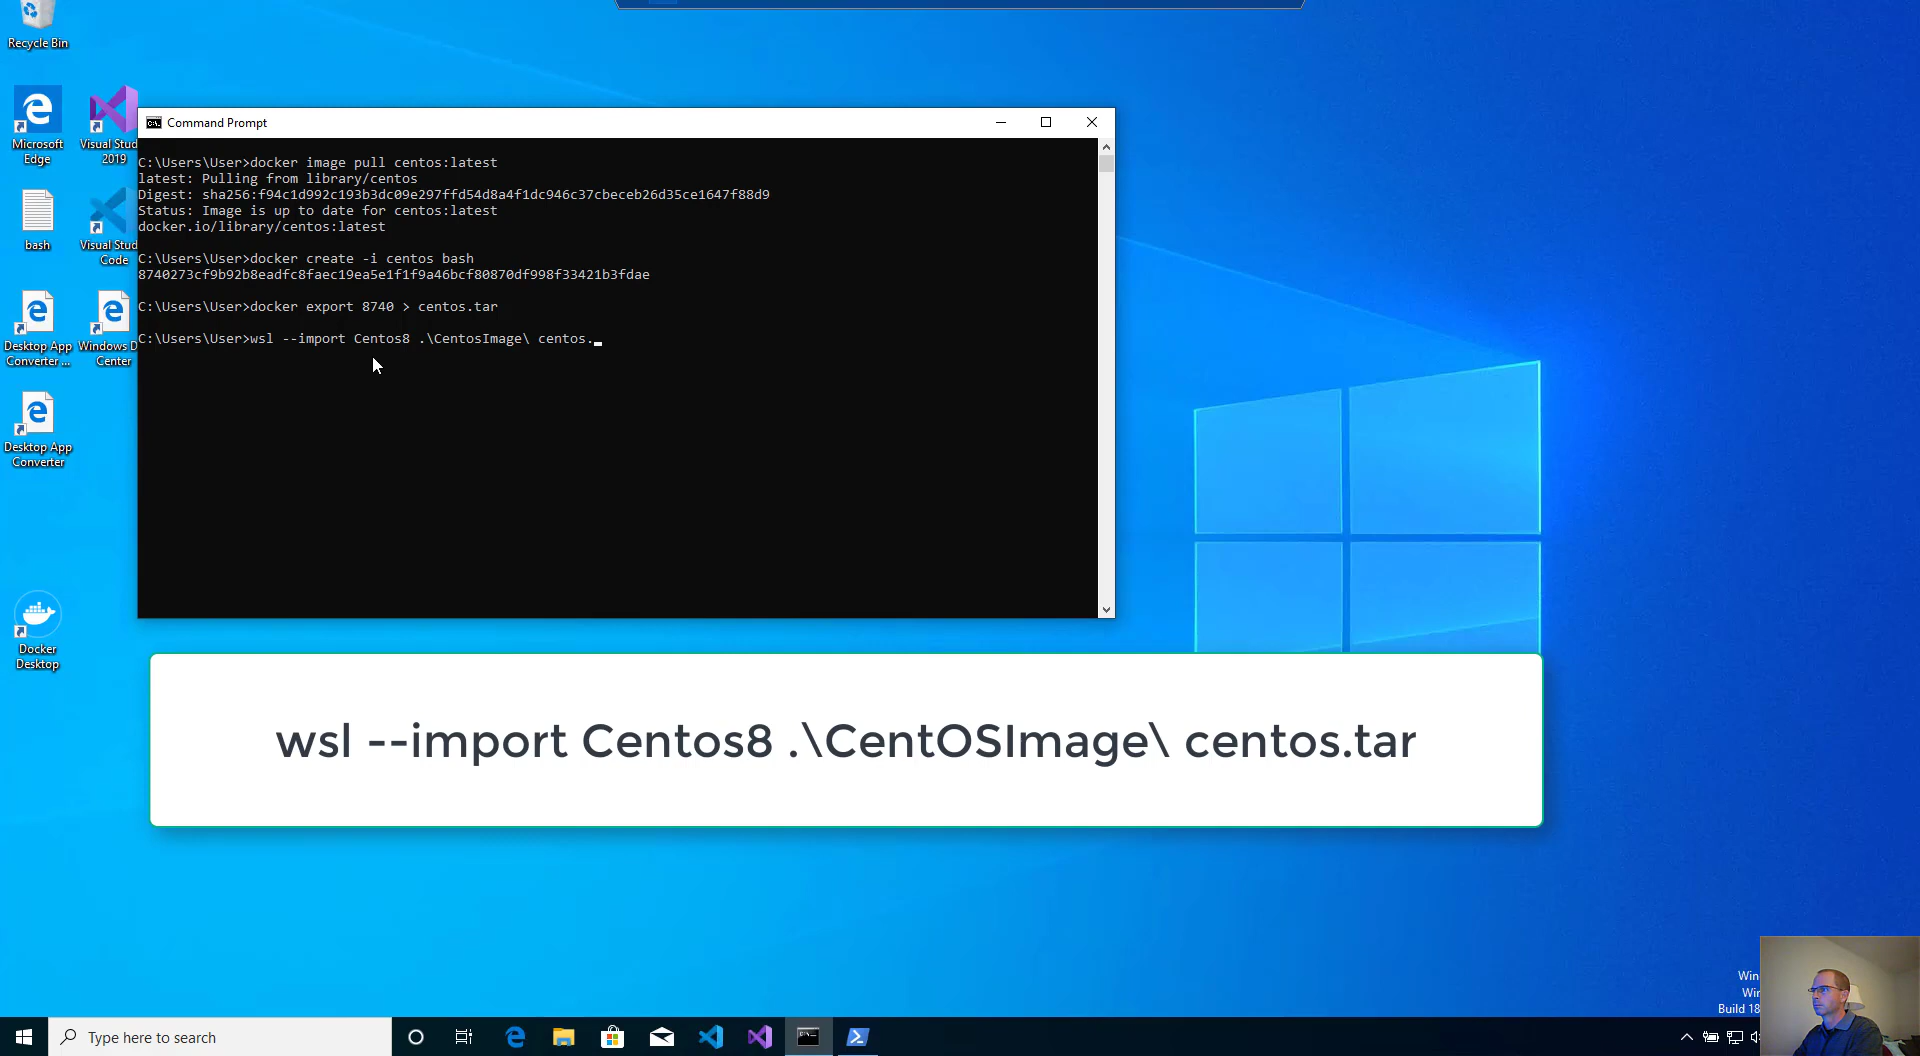 Recycle Bin
Microsoft
Edge
Visual Stud
2019
bash
Visual Stud
Code
Desktop App
Converter ...
Windows D
Center
Desktop App
Converter
Docker
Desktop
Command Prompt
C:\Users\User>docker image pull centos:latest
latest: Pulling from library/centos
Digest: sha256:f94c1d992c193b3dc09e297ffd54d8a4f1dc946c37cbeceb26d35ce1647f88d9
Status: Image is up to date for centos:latest
docker.io/library/centos:latest
C:\Users\User>docker create -i centos bash
8740273cf9b92b8eadfc8faec19ea5e1f1f9a46bcf80870df998f33421b3fdae
C:\Users\User>docker export 8740 > centos.tar
C:\Users\User>wsl --import Centos8 .\CentosImage\ centos._
wsl --import Centos8 .\CentOSImage\ centos.tar
Win
Wi
Build 18
Type here to search